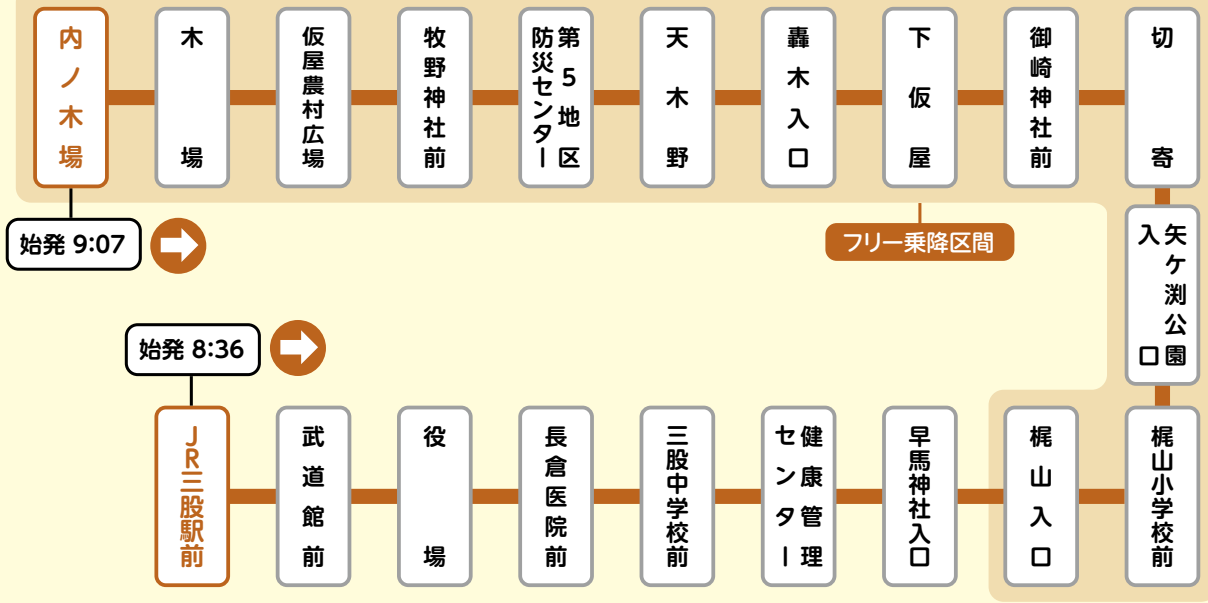 内ノ木場
木場
仮屋農村広場
牧野神社前
第5地区
防災センター
天木野
轟木入口
下仮屋
御崎神社前
切寄
始発 9:07
フリー乗降区間
矢ケ渕公園
入口
始発 8:36
JR三股駅前
武道館前
役場
長倉医院前
三股中学校前
健康管理
センター
早馬神社入口
梶山入口
梶山小学校前